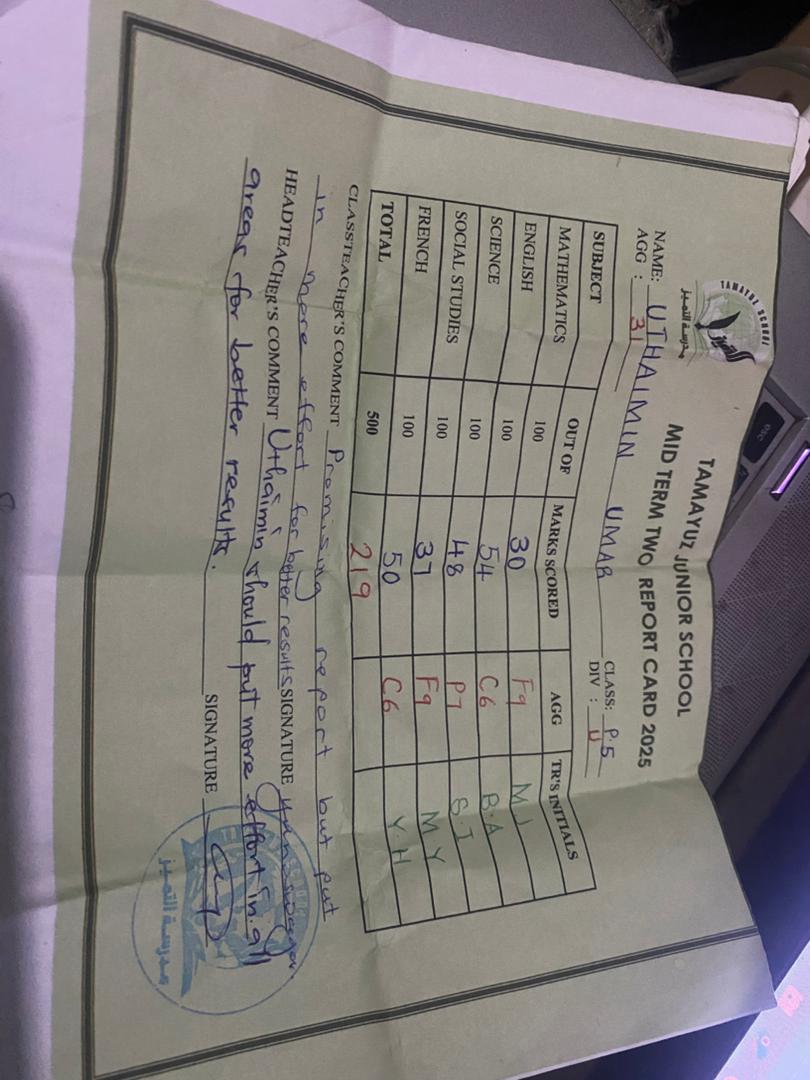 TAMAYUZ SCHOOL
مدرسة التميز
TAMAYUZ JUNIOR SCHOOL
MID TERM TWO REPORT CARD 2025
NAME: UTHAIMIN UMAR CLASS: P.5
AGG : 31 DIV : U
SUBJECT OUT OF MARKS SCORED AGG TR'S INITIALS
MATHEMATICS 100 30 F9 M J
ENGLISH 100 54 C6 B.A
SCIENCE 100 48 P7 S.I
SOCIAL STUDIES 100 37 F9 M Y
FRENCH 100 50 C6 Y.H
TOTAL 500 219
CLASSTEACHER'S COMMENT Promising report but put
in more effort for better results SIGNATURE
HEADTEACHER'S COMMENT Uthaimin should put more effort in all
areas for better results. SIGNATURE
مدرسة التميز
esc